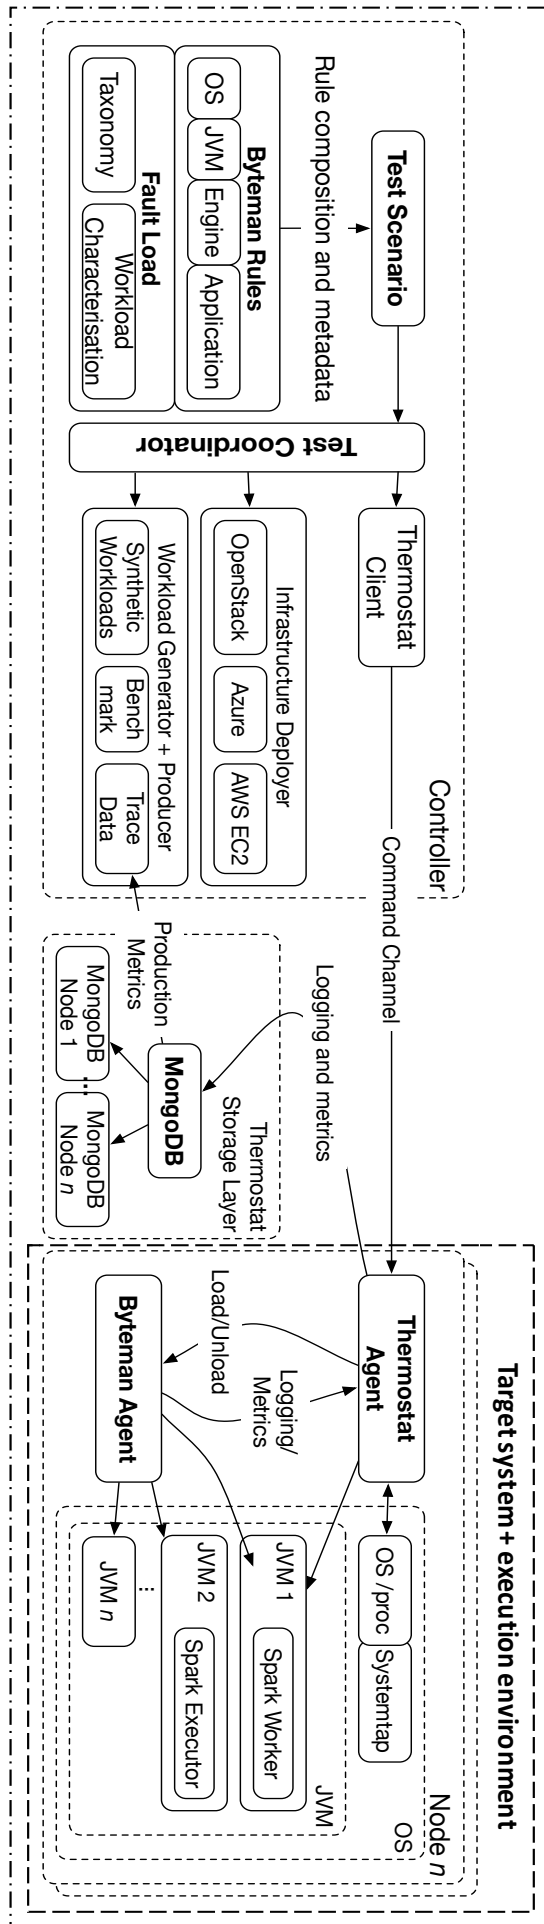 Target system + execution environment
Controller
Test Scenario
Rule composition and metadata
Byteman Rules
OS
JVM
Engine
Application
Fault Load
Taxonomy
Workload
Characterisation
Test Coordinator
Thermostat
Client
Infrastructure Deployer
OpenStack
Azure
AWS EC2
Workload Generator + Producer
Synthetic
Workloads
Bench
mark
Trace
Data
Command Channel
Logging and metrics
Production
Metrics
Thermostat
Storage Layer
MongoDB
MongoDB
Node 1
...
MongoDB
Node n
Node n
OS
Thermostat
Agent
Load/Unload
Logging/
Metrics
Byteman Agent
OS /proc
Systemtap
JVM
JVM 1
Spark Worker
JVM 2
Spark Executor
...
JVM n